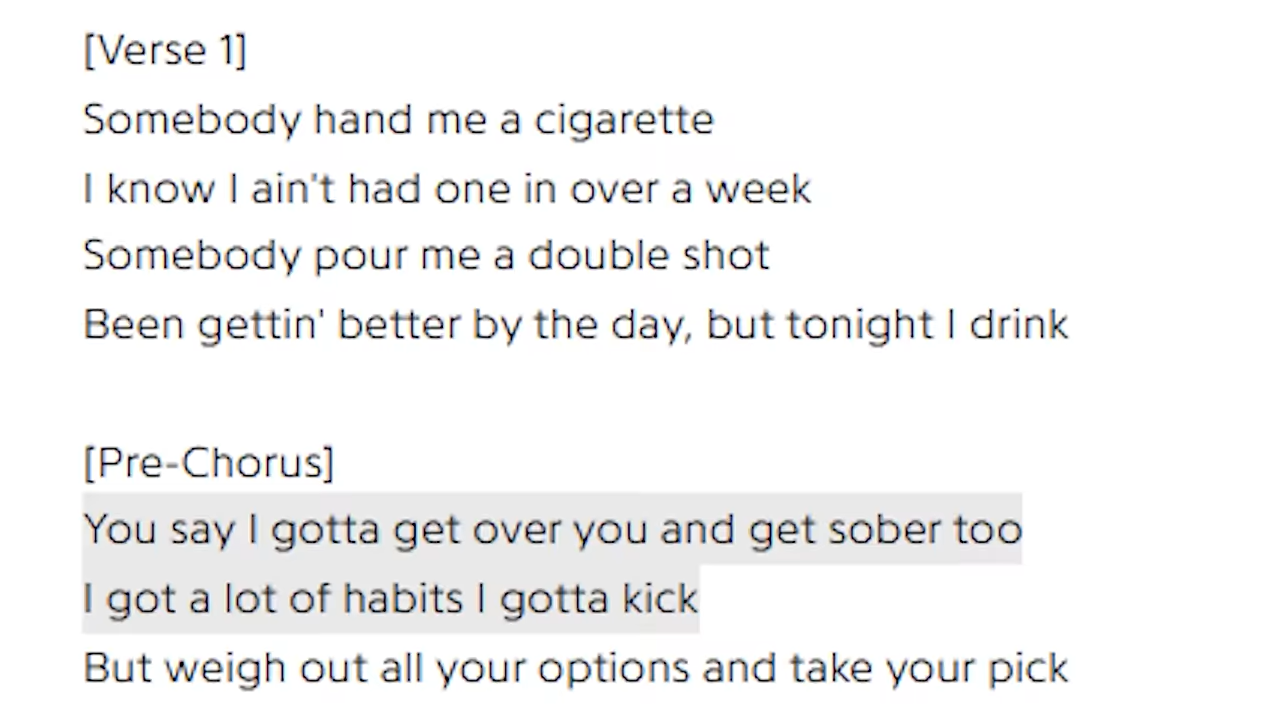 [Verse 1]
Somebody hand me a cigarette
I know I ain't had one in over a week
Somebody pour me a double shot
Been gettin' better by the day, but tonight I drink
[Pre-Chorus]
You say I gotta get over you and get sober too
I got a lot of habits I gotta kick
But weigh out all your options and take your pick